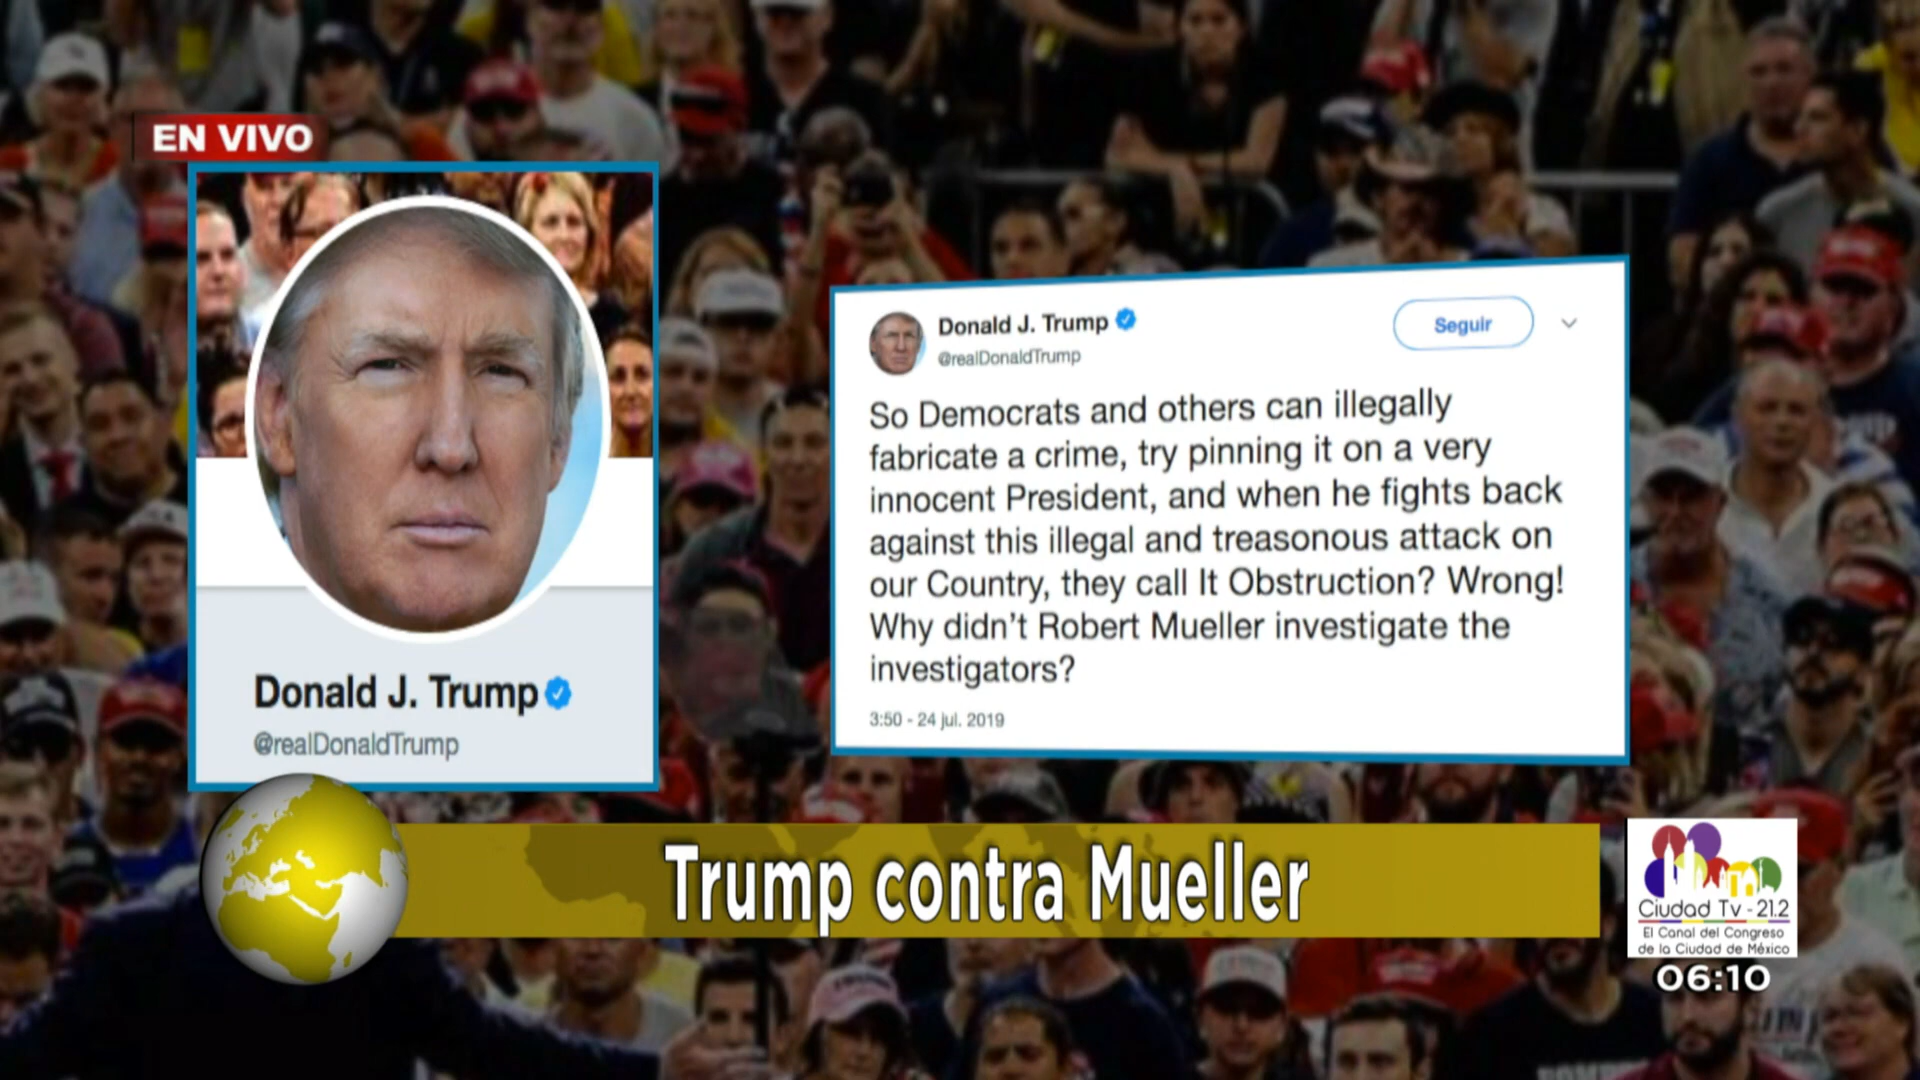 EN VIVO
Donald J. Trump
@realDonaldTrump
Donald J. Trump
@realDonaldTrump
Seguir
So Democrats and others can illegally
fabricate a crime, try pinning it on a very
innocent President, and when he fights back
against this illegal and treasonous attack on
our Country, they call It Obstruction? Wrong!
Why didn't Robert Mueller investigate the
investigators?
3:50 - 24 jul. 2019
Trump contra Mueller
Ciudad Tv - 21.2
El Canal del Congreso
de la Ciudad de México
06:10